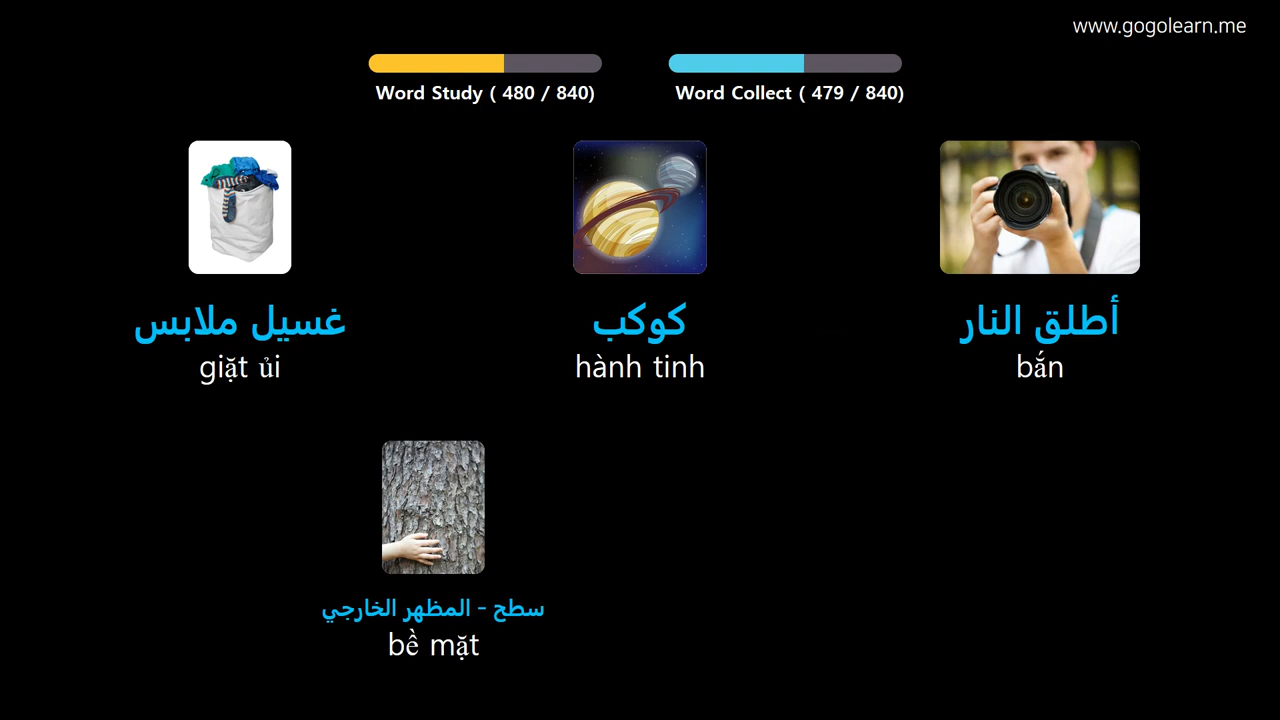 www.gogolearn.me
Word Study ( 480 / 840)
Word Collect ( 479 / 840)
غسيل ملابس
giặt ủi
كوكب
hành tinh
أطلق النار
bắn
سطح - المظهر الخارجي
bề mặt